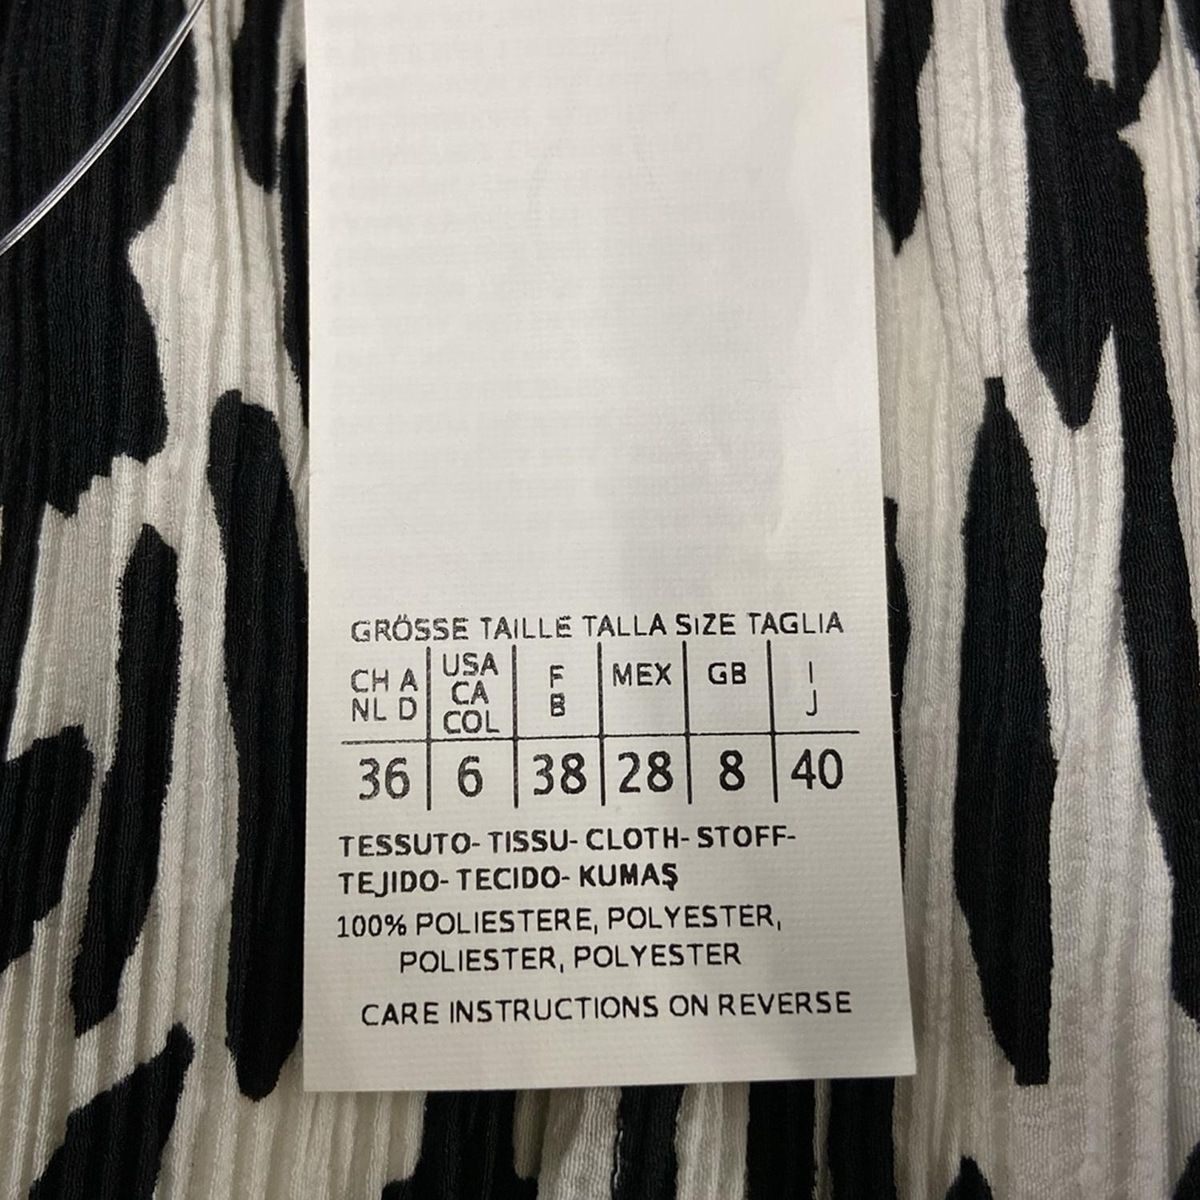 GRÖSSE TAILLE TALLA SIZE TAGLIA
CH A NL D USA CA COL F B MEX GB I J
36 6 38 28 8 40
TESSUTO- TISSU- CLOTH- STOFF-
TEJIDO- TECIDO- KUMAŞ
100% POLIESTERE, POLYESTER,
POLIESTER, POLYESTER
CARE INSTRUCTIONS ON REVERSE